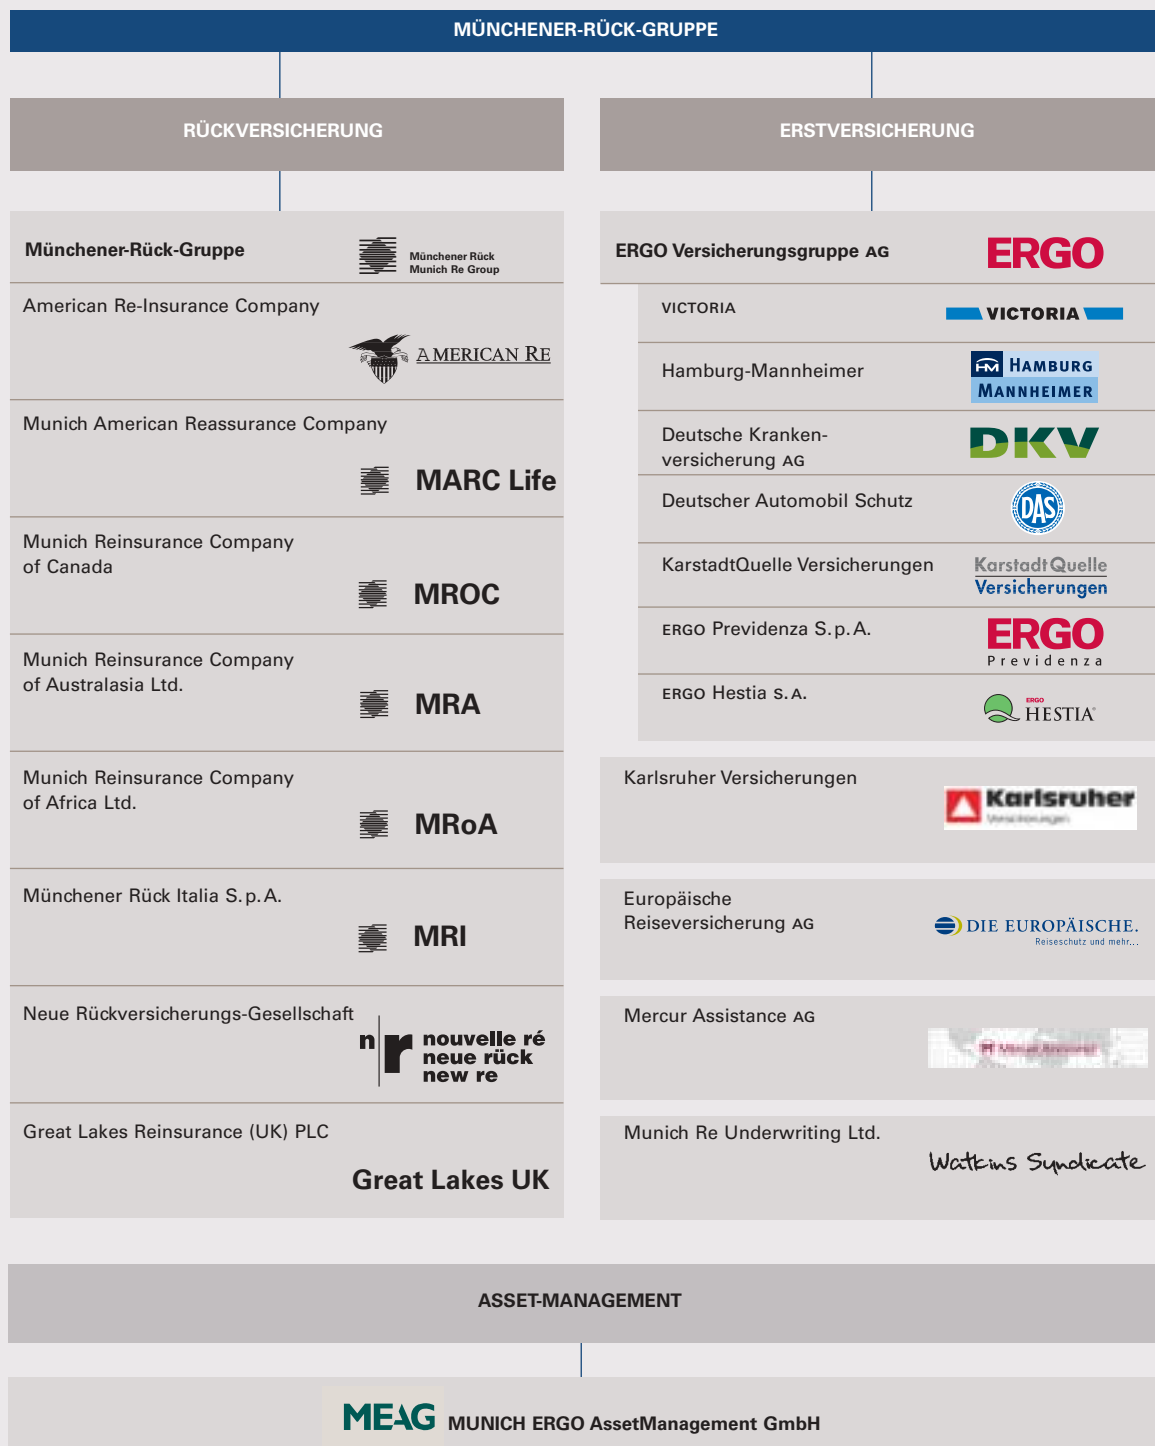 MÜNCHENER-RÜCK-GRUPPE
RÜCKVERSICHERUNG
Münchener-Rück-Gruppe
Münchener Rück
Munich Re Group
American Re-Insurance Company
AMERICAN RE
Munich American Reassurance Company
MARC Life
Munich Reinsurance Company
of Canada
MROC
Munich Reinsurance Company
of Australasia Ltd.
MRA
Munich Reinsurance Company
of Africa Ltd.
MRoA
Münchener Rück Italia S.p.A.
MRI
Neue Rückversicherungs-Gesellschaft
n r
nouvelle ré
neue rück
new re
Great Lakes Reinsurance (UK) PLC
Great Lakes UK
ERSTVERSICHERUNG
ERGO Versicherungsgruppe AG
ERGO
VICTORIA
VICTORIA
Hamburg-Mannheimer
HM HAMBURG
MANNHEIMER
Deutsche Kranken-
versicherung AG
DKV
Deutscher Automobil Schutz
DAS
KarstadtQuelle Versicherungen
KarstadtQuelle
Versicherungen
ERGO Previdenza S.p.A.
ERGO
Previdenza
ERGO Hestia S.A.
ERGO
HESTIA®
Karlsruher Versicherungen
Karlsruher
Versicherungen
Europäische
Reiseversicherung AG
DIE EUROPÄISCHE.
Reiseschutz und mehr...
Mercur Assistance AG
Munich Re Underwriting Ltd.
Watkins Syndicate
ASSET-MANAGEMENT
MEAG MUNICH ERGO AssetManagement GmbH